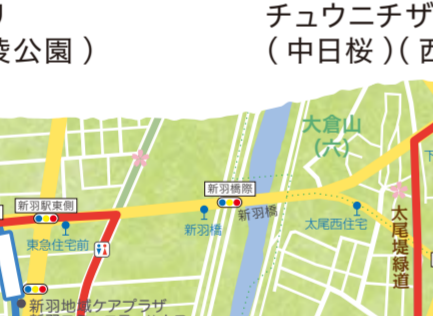 リ
チュウニチザ
陵公園）
（中日桜）（西
大倉山
（六）
新羽橋際
新羽駅東側
新羽橋
新羽橋
太尾西住宅
東急住宅前
太尾堤緑道
新羽地域ケアプラザ